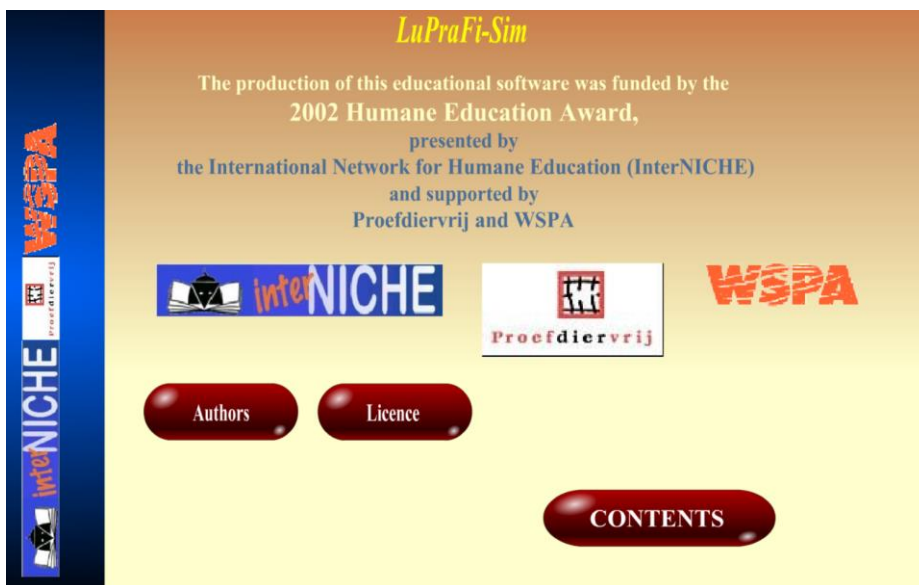 LuPraFi-Sim
The production of this educational software was funded by the
2002 Humane Education Award,
presented by
the International Network for Humane Education (InterNICHE)
and supported by
Proefdiervrij and WSPA
interNICHE
Proefdiervrij
WSPA
Authors
Licence
CONTENTS
WSPA
Proefdiervrij
interNICHE